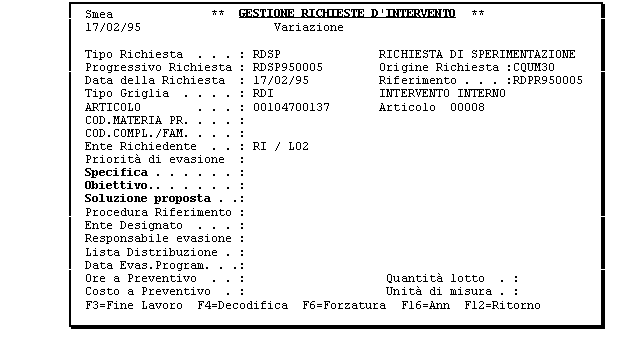 Smea ** GESTIONE RICHIESTE D'INTERVENTO **
17/02/95 Variazione
Tipo Richiesta . . . : RDSP RICHIESTA DI SPERIMENTAZIONE
Progressivo Richiesta : RDSP950005 Origine Richiesta :CQUM30
Data della Richiesta : 17/02/95 Riferimento . . . :RDPR950005
Tipo Griglia . . . . : RDI INTERVENTO INTERNO
ARTICOLO . . . : 00104700137 Articolo 00008
COD.MATERIA PR. . . . :
COD.COMPL./FAM. . . . :
Ente Richiedente . . : RI / L02
Priorità di evasione :
Specifica . . . . . . :
Obiettivo.. . . . . . :
Soluzione proposta . .:
Procedura Riferimento :
Ente Designato . . . :
Responsabile evasione :
Lista Distribuzione . :
Data Evas.Program. . .:
Ore a Preventivo . . : Quantità lotto . :
Costo a Preventivo . : Unità di misura . :
F3=Fine Lavoro F4=Decodifica F6=Forzatura F16=Ann F12=Ritorno